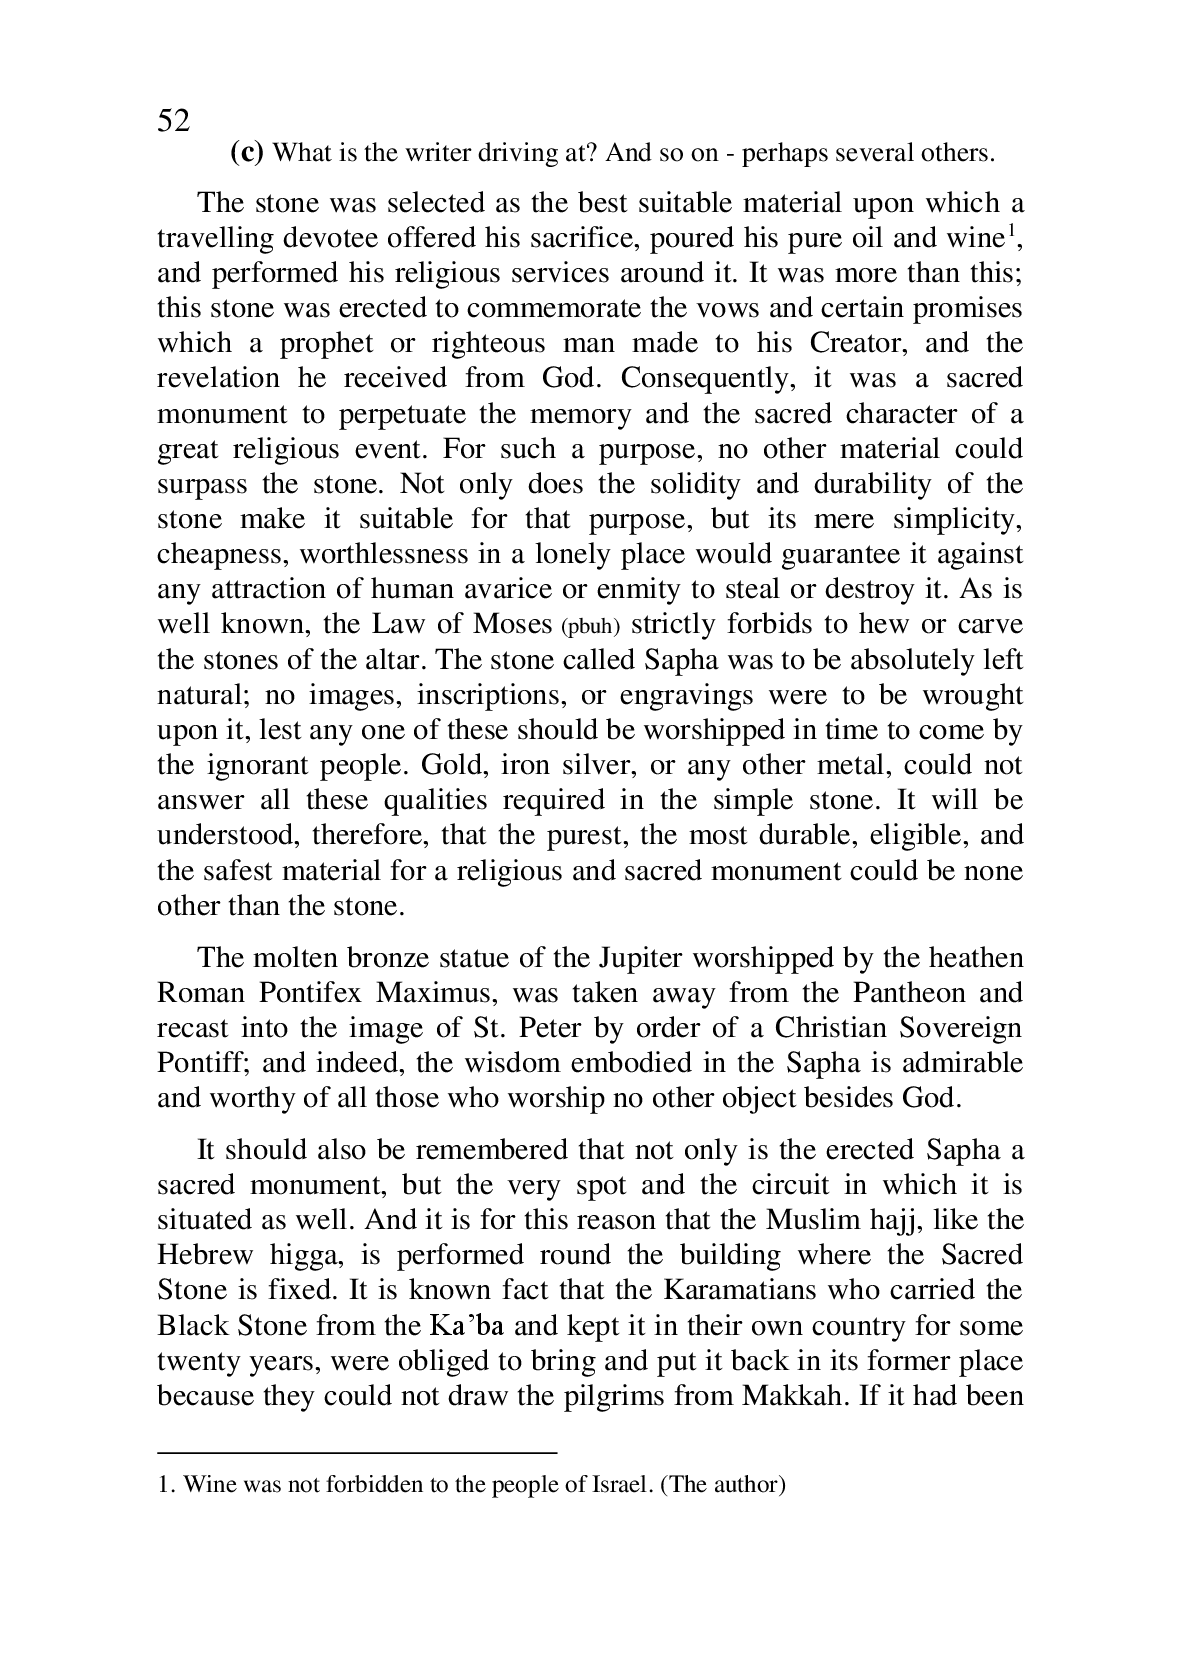 52
(c) What is the writer driving at? And so on - perhaps several others.
The stone was selected as the best suitable material upon which a
travelling devotee offered his sacrifice, poured his pure oil and wine1,
and performed his religious services around it. It was more than this;
this stone was erected to commemorate the vows and certain promises
which a prophet or righteous man made to his Creator, and the
revelation he received from God. Consequently, it was a sacred
monument to perpetuate the memory and the sacred character of a
great religious event. For such a purpose, no other material could
surpass the stone. Not only does the solidity and durability of the
stone make it suitable for that purpose, but its mere simplicity,
cheapness, worthlessness in a lonely place would guarantee it against
any attraction of human avarice or enmity to steal or destroy it. As is
well known, the Law of Moses (pbuh) strictly forbids to hew or carve
the stones of the altar. The stone called Sapha was to be absolutely left
natural; no images, inscriptions, or engravings were to be wrought
upon it, lest any one of these should be worshipped in time to come by
the ignorant people. Gold, iron silver, or any other metal, could not
answer all these qualities required in the simple stone. It will be
understood, therefore, that the purest, the most durable, eligible, and
the safest material for a religious and sacred monument could be none
other than the stone.
The molten bronze statue of the Jupiter worshipped by the heathen
Roman Pontifex Maximus, was taken away from the Pantheon and
recast into the image of St. Peter by order of a Christian Sovereign
Pontiff; and indeed, the wisdom embodied in the Sapha is admirable
and worthy of all those who worship no other object besides God.
It should also be remembered that not only is the erected Sapha a
sacred monument, but the very spot and the circuit in which it is
situated as well. And it is for this reason that the Muslim hajj, like the
Hebrew higga, is performed round the building where the Sacred
Stone is fixed. It is known fact that the Karamatians who carried the
Black Stone from the Ka’ba and kept it in their own country for some
twenty years, were obliged to bring and put it back in its former place
because they could not draw the pilgrims from Makkah. If it had been
1. Wine was not forbidden to the people of Israel. (The author)